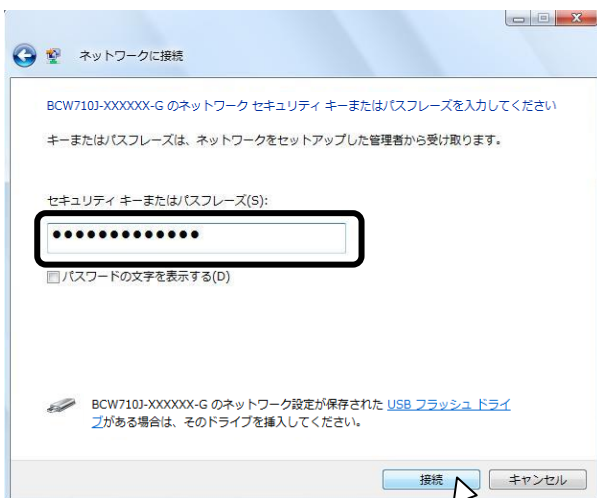 ネットワークに接続
BCW710J-XXXXXX-G のネットワーク セキュリティ キーまたはパスフレーズを入力してください
キーまたはパスフレーズは、ネットワークをセットアップした管理者から受け取ります。
セキュリティ キーまたはパスフレーズ(S):
●●●●●●●●●●●●●
パスワードの文字を表示する(D)
BCW710J-XXXXXX-G のネットワーク設定が保存された USB フラッシュ ドライ
ブがある場合は、そのドライブを挿入してください。
接続
キャンセル